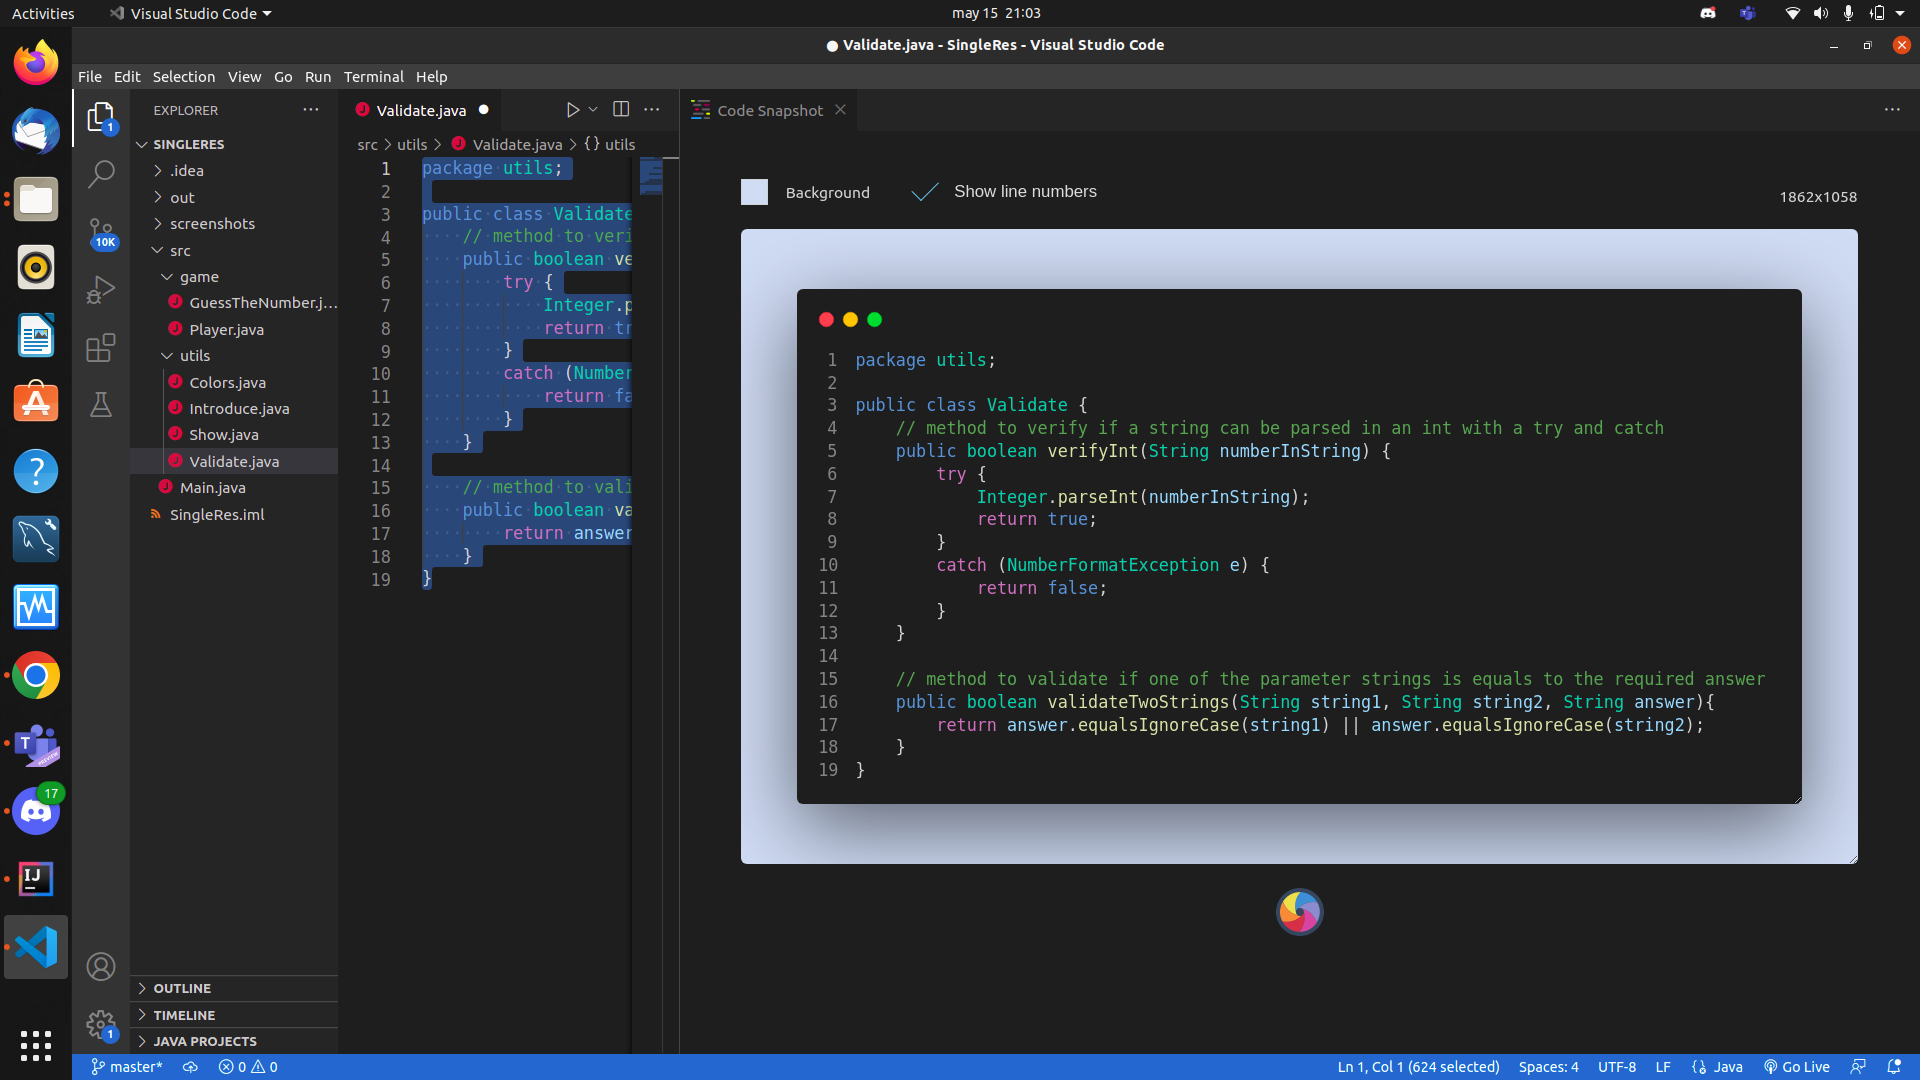 Activities
Visual Studio Code
may 15 21:03
Validate.java - SingleRes - Visual Studio Code
File Edit Selection View Go Run Terminal Help
EXPLORER
SINGLERES
.idea
out
screenshots
src
game
GuessTheNumber.j...
Player.java
utils
Colors.java
Introduce.java
Show.java
Validate.java
Main.java
SingleRes.iml
OUTLINE
TIMELINE
JAVA PROJECTS
1
10K
1
17
Validate.java
src > utils > Validate.java > {} utils
1 package utils;
2
3 public class Validate
4 // method to veri
5 public boolean ve
6 try {
7 Integer.p
8 return tr
9 }
10 catch (Number
11 return fa
12 }
13 }
14
15 // method to vali
16 public boolean va
17 return answer
18 }
19 }
Code Snapshot
Background
Show line numbers
1862x1058
1 package utils;
2
3 public class Validate {
4 // method to verify if a string can be parsed in an int with a try and catch
5 public boolean verifyInt(String numberInString) {
6 try {
7 Integer.parseInt(numberInString);
8 return true;
9 }
10 catch (NumberFormatException e) {
11 return false;
12 }
13 }
14
15 // method to validate if one of the parameter strings is equals to the required answer
16 public boolean validateTwoStrings(String string1, String string2, String answer){
17 return answer.equalsIgnoreCase(string1) || answer.equalsIgnoreCase(string2);
18 }
19 }
master* 0 0
Ln 1, Col 1 (624 selected) Spaces: 4 UTF-8 LF {} Java Go Live